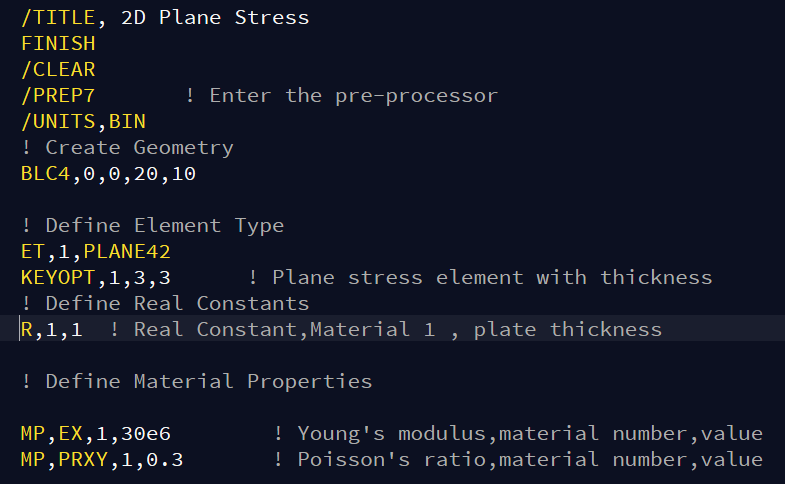 /TITLE, 2D Plane Stress
FINISH
/CLEAR
/PREP7      ! Enter the pre-processor
/UNITS,BIN
! Create Geometry
BLC4,0,0,20,10

! Define Element Type
ET,1,PLANE42
KEYOPT,1,3,3      ! Plane stress element with thickness
! Define Real Constants
R,1,1  ! Real Constant,Material 1 , plate thickness

! Define Material Properties

MP,EX,1,30e6        ! Young's modulus,material number,value
MP,PRXY,1,0.3       ! Poisson's ratio,material number,value